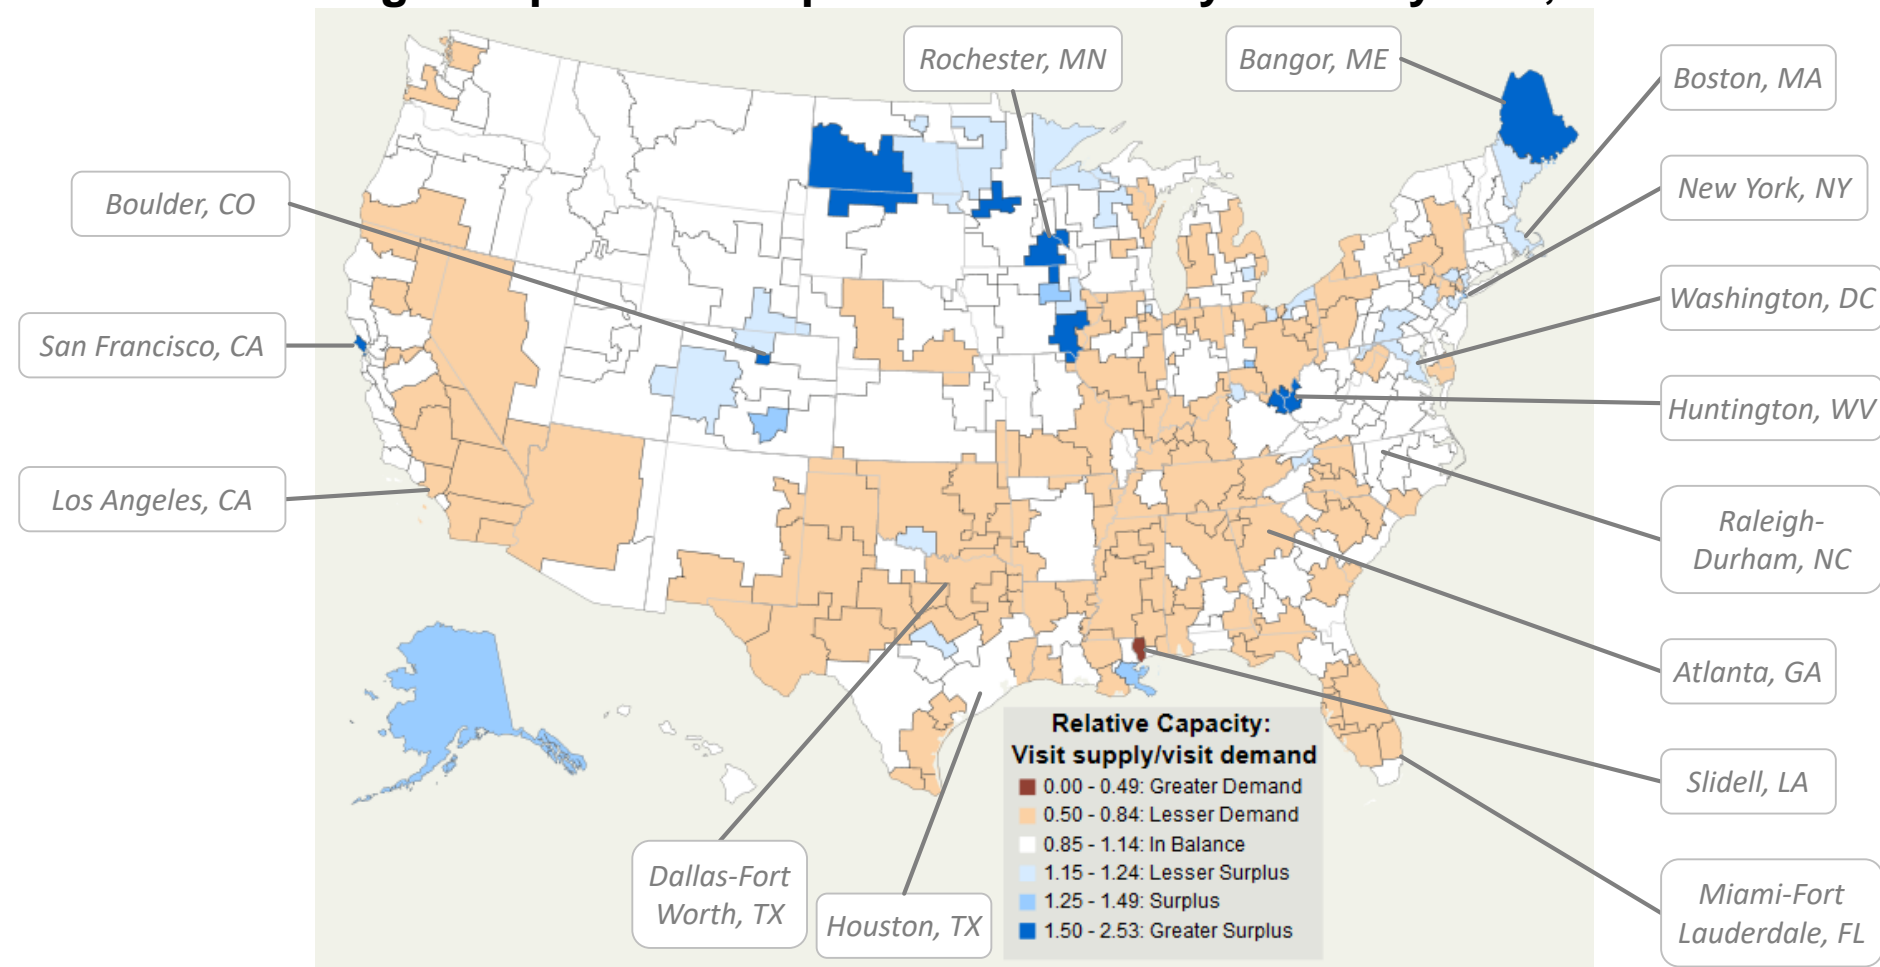 Rochester, MN
Bangor, ME
Boston, MA
Boulder, CO
New York, NY
San Francisco, CA
Washington, DC
Huntington, WV
Los Angeles, CA
Raleigh-
Durham, NC
Atlanta, GA
Slidell, LA
Miami-Fort
Lauderdale, FL
Dallas-Fort
Worth, TX
Houston, TX
Relative Capacity:
Visit supply/visit demand
0.00 - 0.49: Greater Demand
0.50 - 0.84: Lesser Demand
0.85 - 1.14: In Balance
1.15 - 1.24: Lesser Surplus
1.25 - 1.49: Surplus
1.50 - 2.53: Greater Surplus